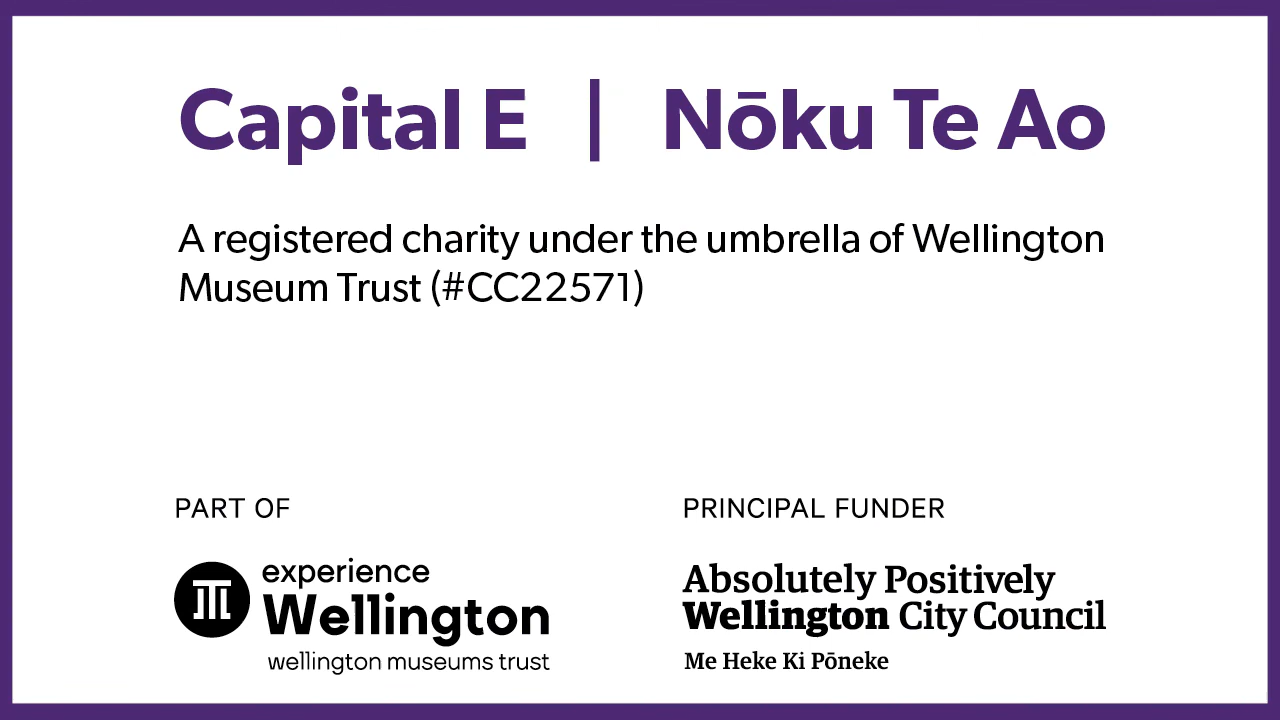 Capital E | Nōku Te Ao
A registered charity under the umbrella of Wellington
Museum Trust (#CC22571)
PART OF
experience
Wellington
wellington museums trust
PRINCIPAL FUNDER
Absolutely Positively
Wellington City Council
Me Heke Ki Pōneke